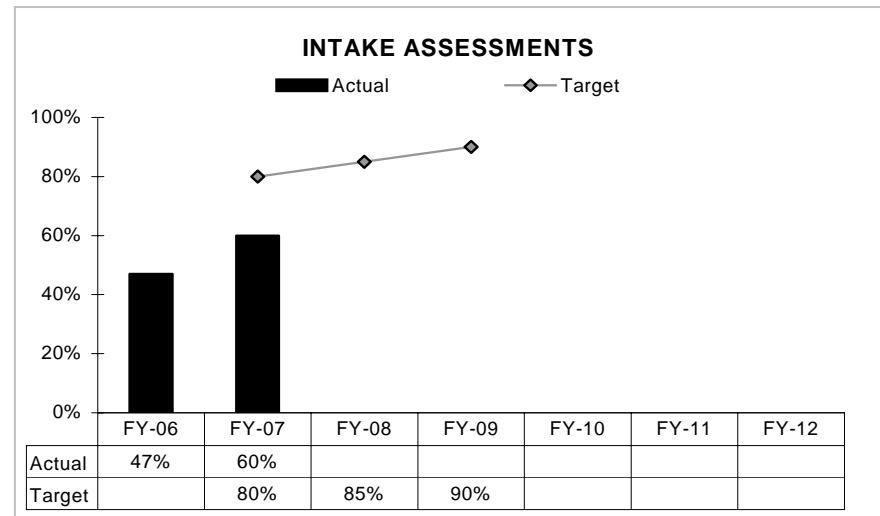 INTAKE ASSESSMENTS
Actual Target
100%
80%
60%
40%
20%
0%
FY-06 FY-07 FY-08 FY-09 FY-10 FY-11 FY-12
Actual 47% 60%
Target 80% 85% 90%